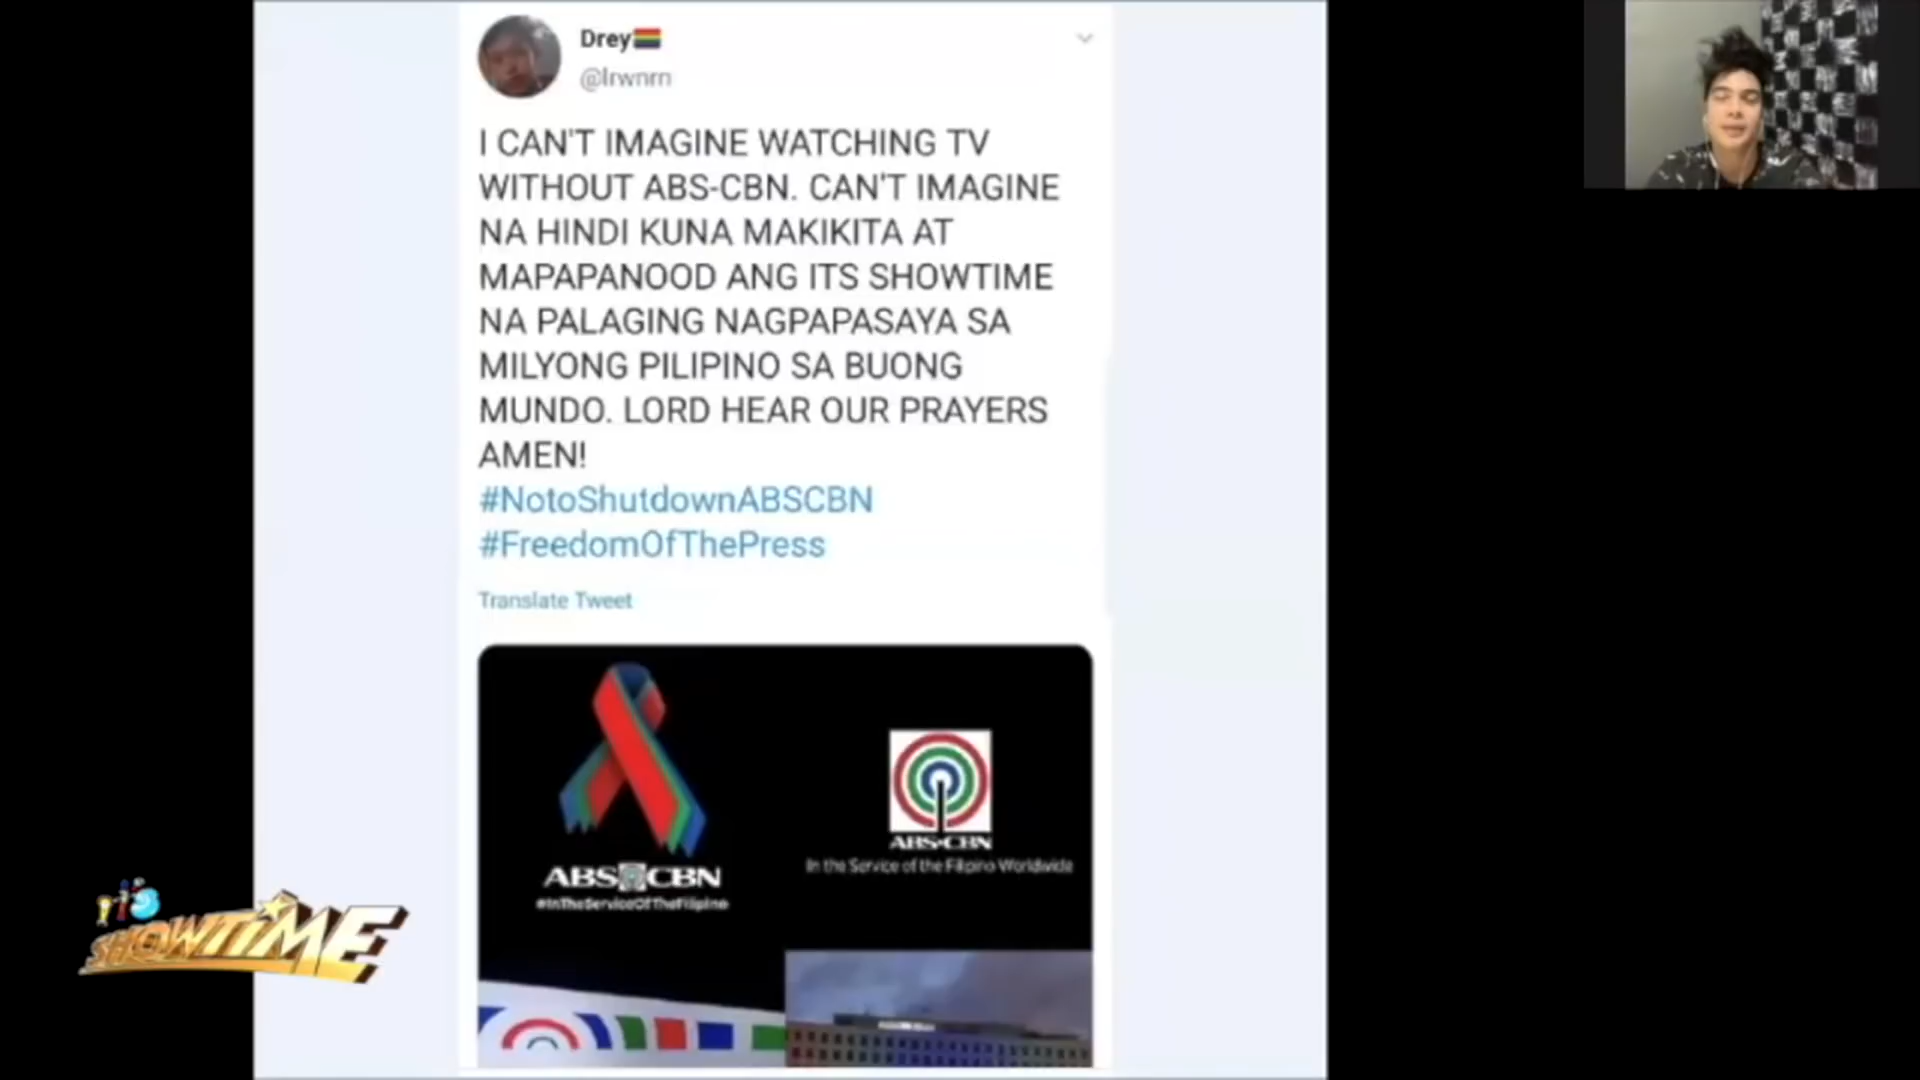 Drey
@lrwnrn
I CAN'T IMAGINE WATCHING TV
WITHOUT ABS-CBN. CAN'T IMAGINE
NA HINDI KUNA MAKIKITA AT
MAPAPANOOD ANG ITS SHOWTIME
NA PALAGING NAGPAPASAYA SA
MILYONG PILIPINO SA BUONG
MUNDO. LORD HEAR OUR PRAYERS
AMEN!
#NotoShutdownABSCBN
#FreedomOfThePress
Translate Tweet
ABS CBN
#InTheServiceOfTheFilipino
ABS-CBN
In the Service of the Filipino Worldwide
it's
SHOWTIME